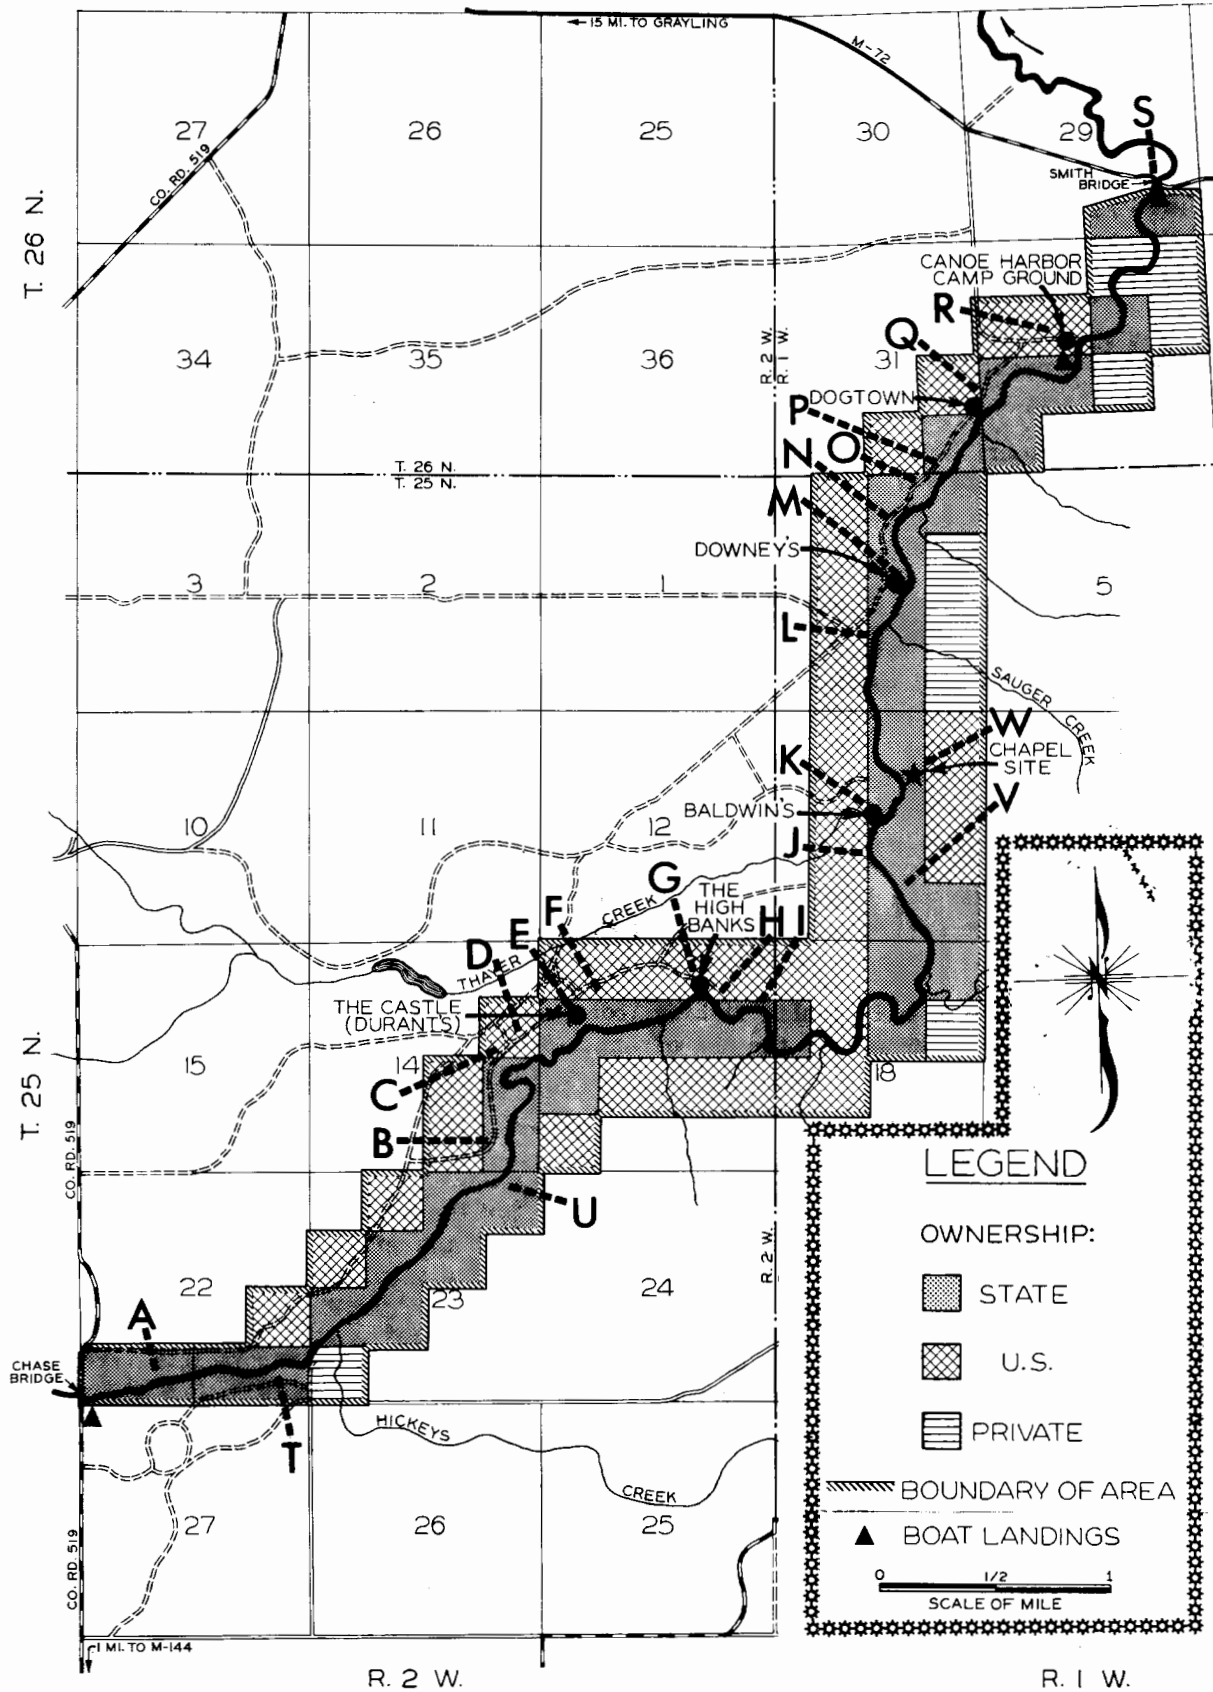 15 MI. TO GRAYLING
M-72
27
26
25
30
29
S
CO. RD. 519
SMITH
BRIDGE
T. 26 N.
CANOE HARBOR
CAMP GROUND
R
Q
34
35
36
R. 2 W.
R. 1 W.
31
P
DOGTOWN
O
N
T. 26 N.
T. 25 N.
M
DOWNEY'S
3
2
1
5
L
SAUGER CREEK
W
K
CHAPEL
SITE
BALDWIN'S
V
10
11
12
J
G
THE
HIGH
BANKS
F
CREEK
H
I
E
D
THAYER
THE CASTLE
(DURANT'S)
T. 25 N.
15
14
18
C
B
CO. RD. 519
U
R. 2 W.
22
23
24
A
CHASE
BRIDGE
HICKEYS
CREEK
T
27
26
25
CO. RD. 519
1 MI. TO M-144
R. 2 W.
R. 1 W.
LEGEND
OWNERSHIP:
STATE
U.S.
PRIVATE
BOUNDARY OF AREA
BOAT LANDINGS
0 1/2 1
SCALE OF MILE